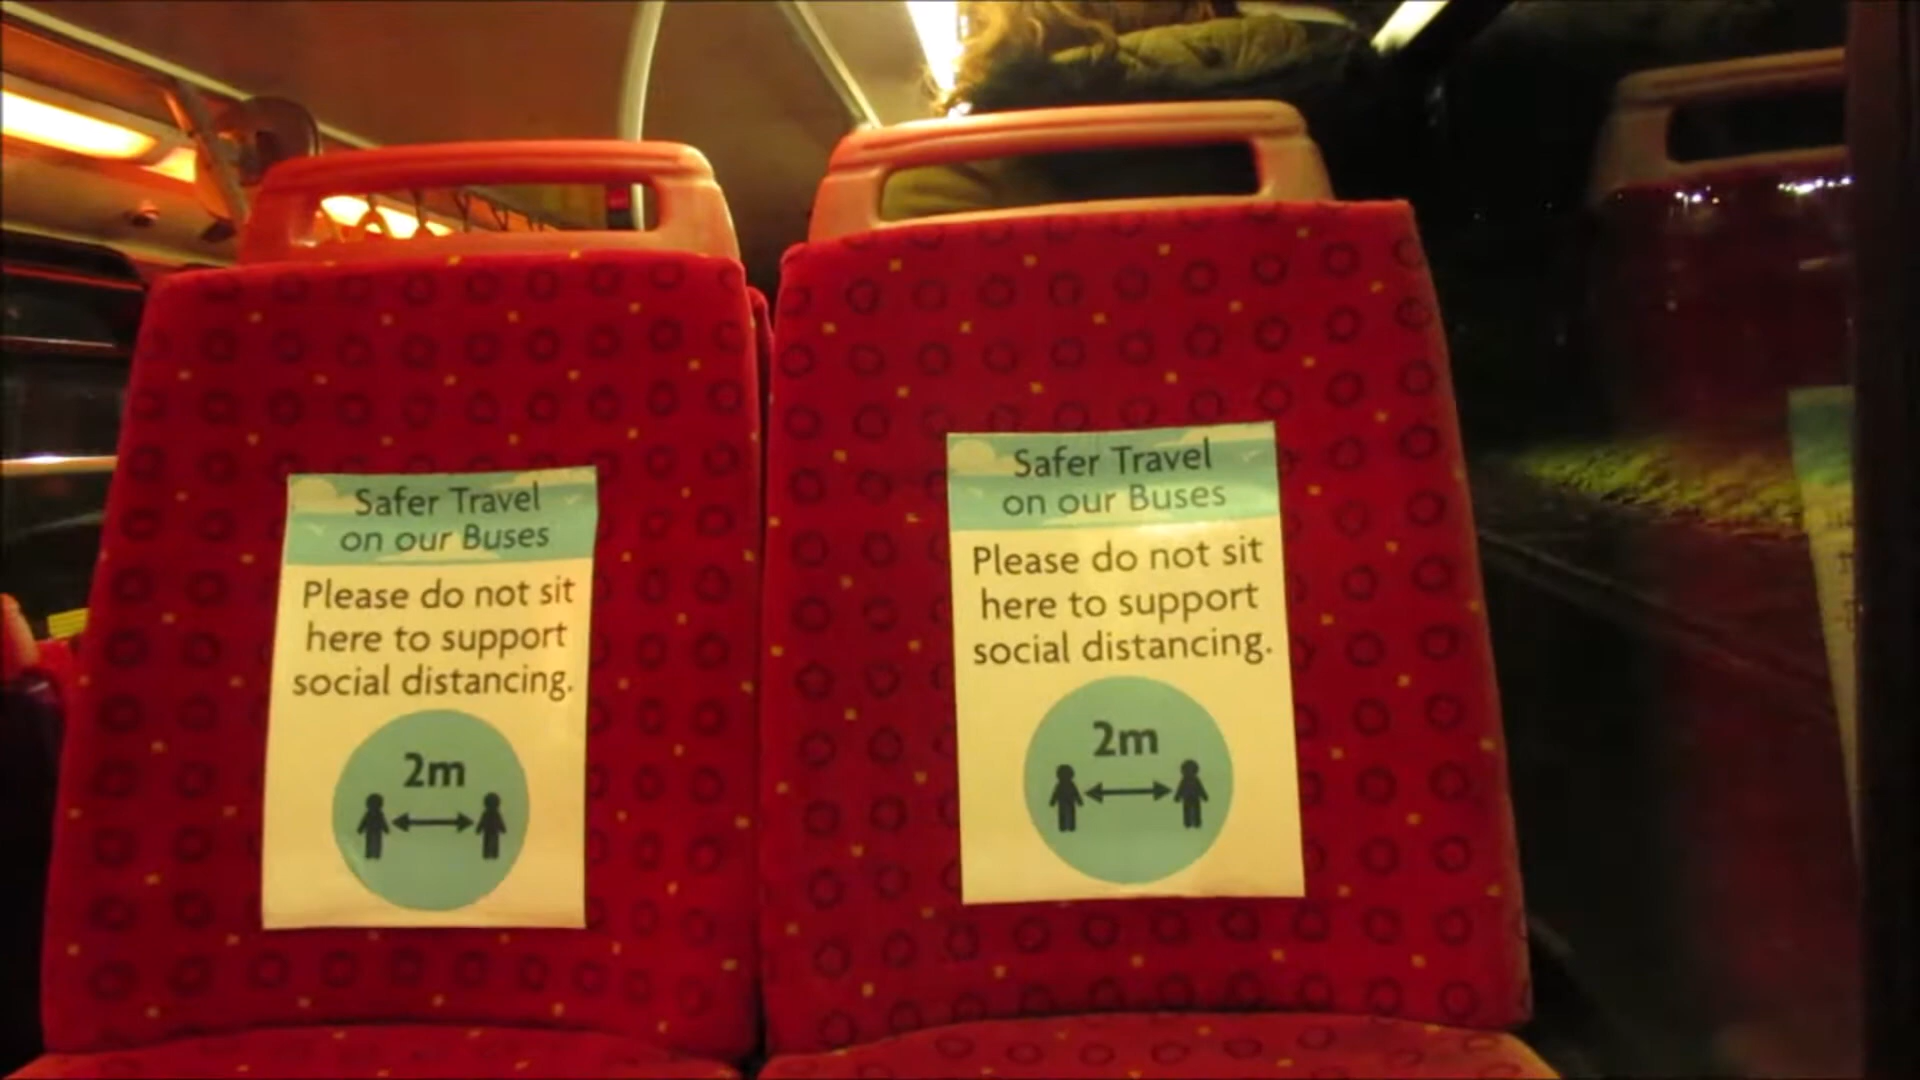 Safer Travel
on our Buses
Please do not sit
here to support
social distancing.
2m
Safer Travel
on our Buses
Please do not sit
here to support
social distancing.
2m